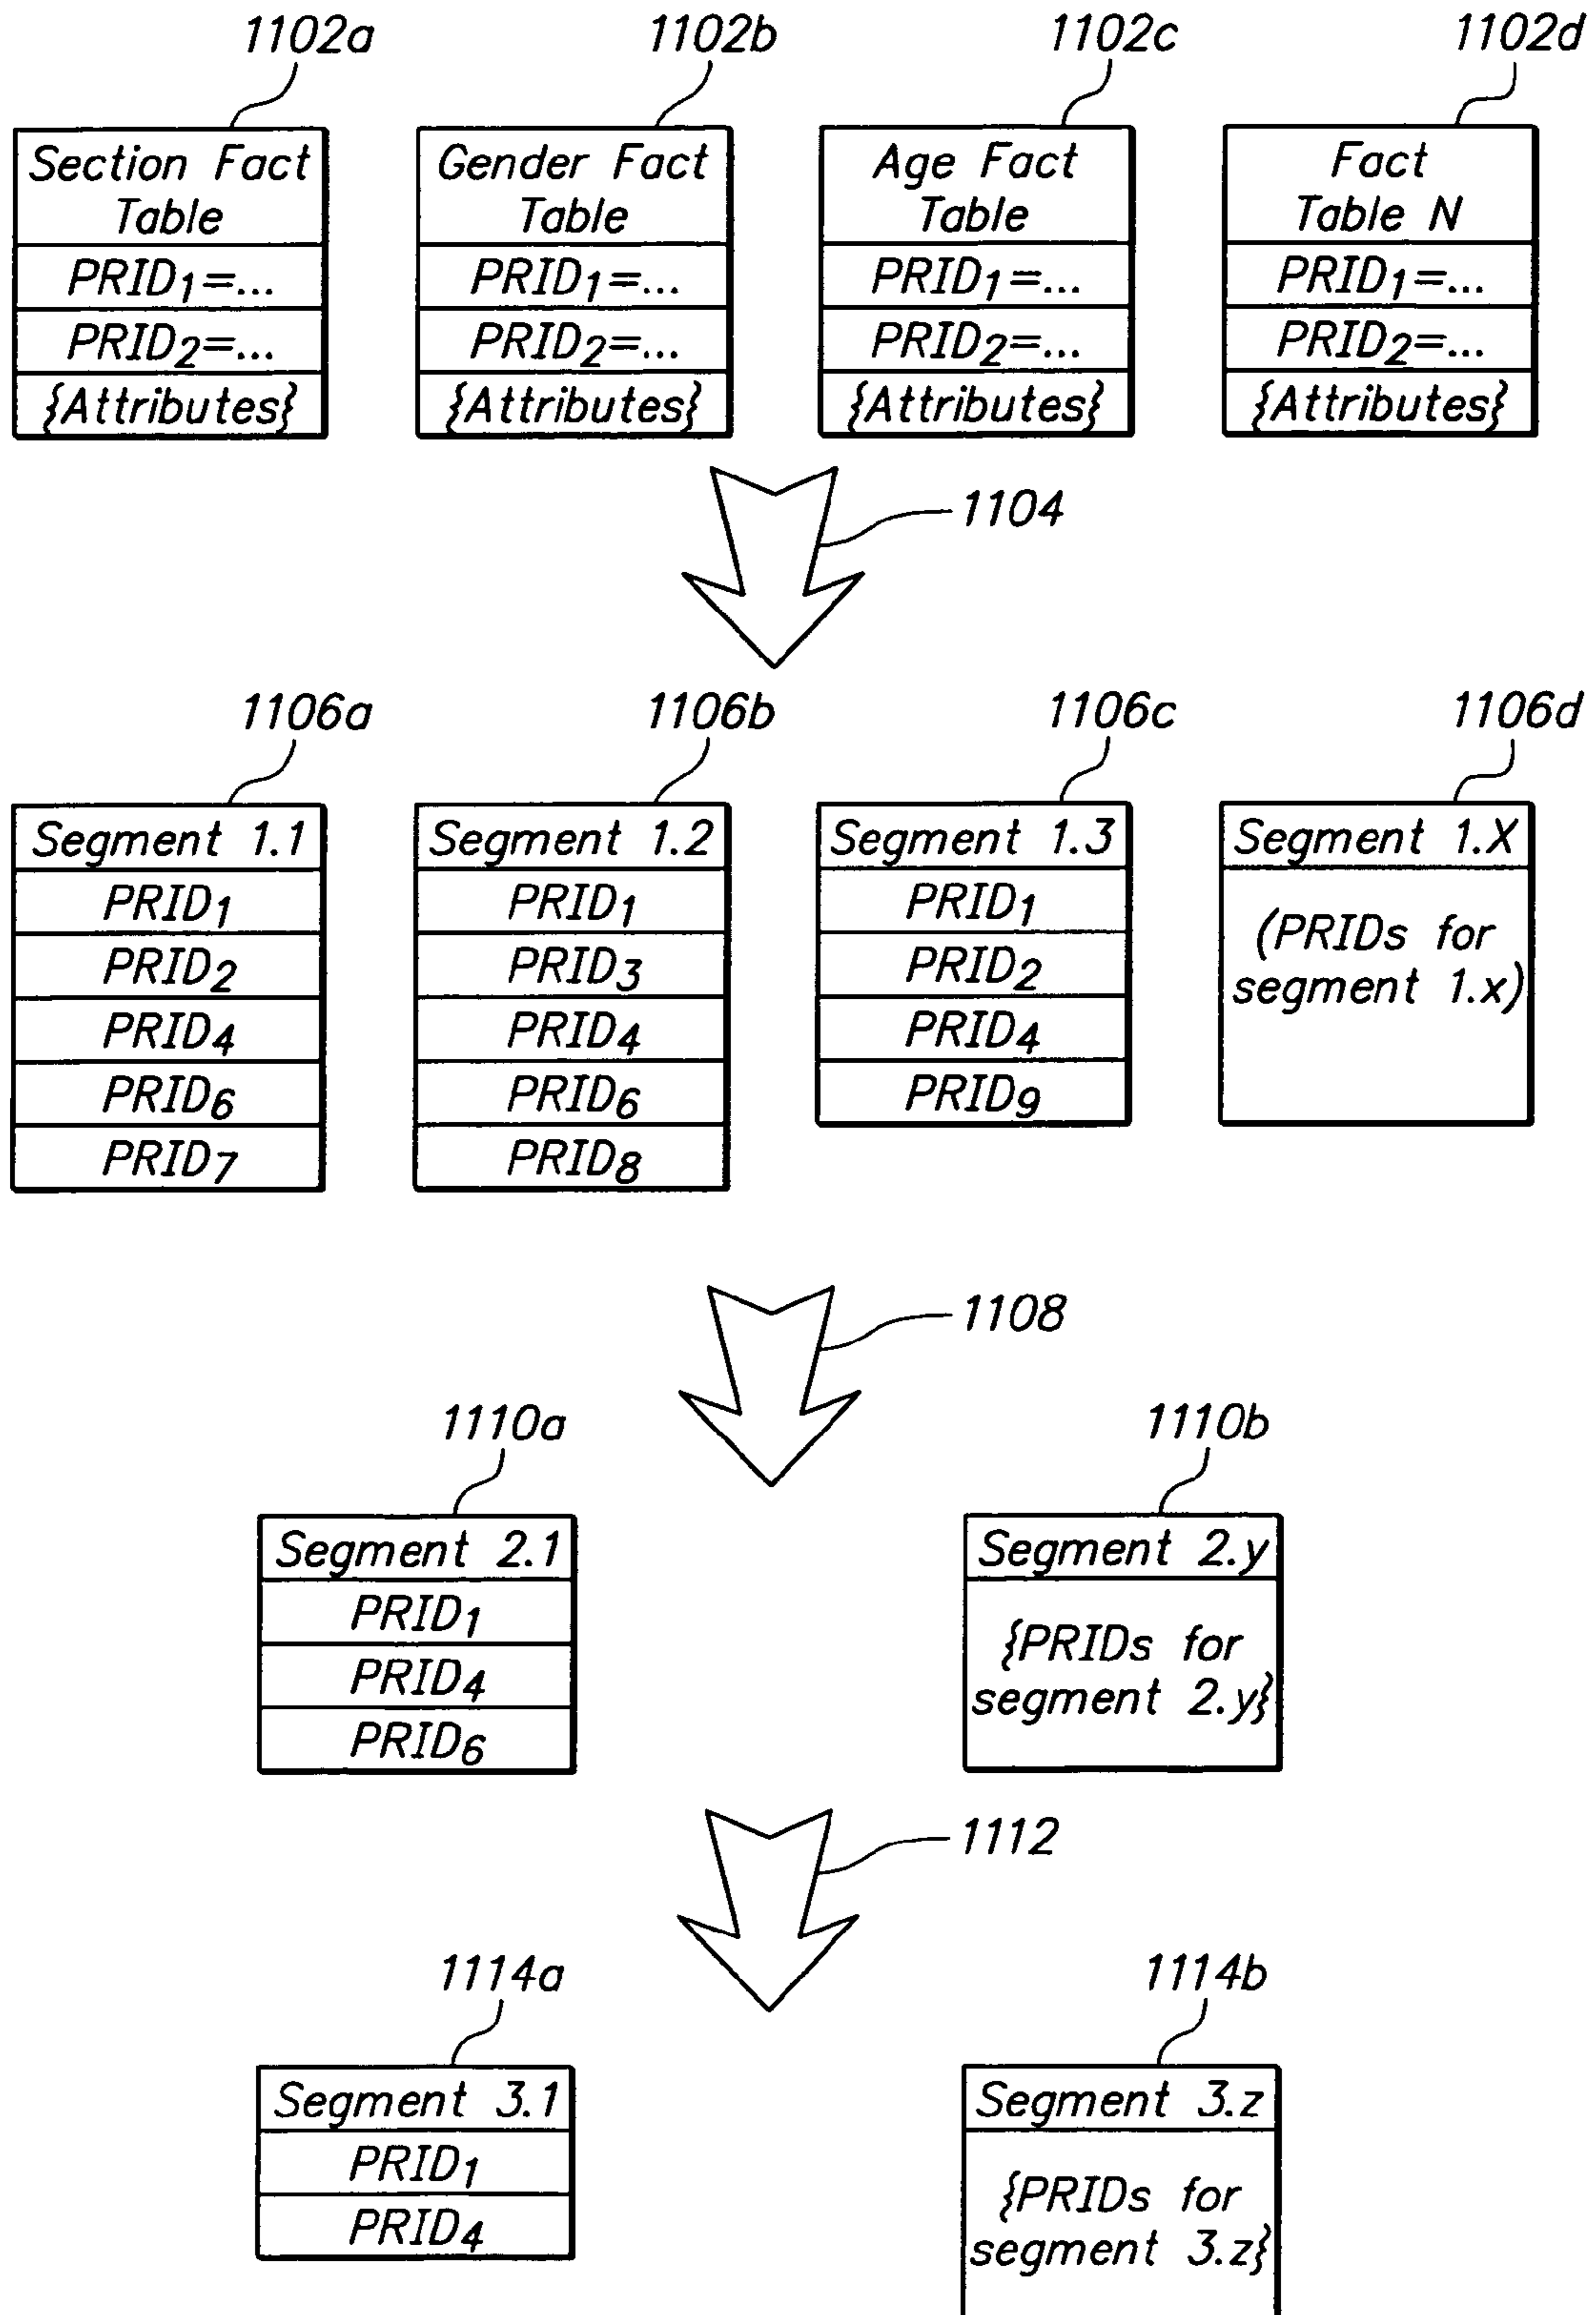 1102a
1102b
1102c
1102d
Section Fact
Table
PRID1=...
PRID2=...
{Attributes}
Gender Fact
Table
PRID1=...
PRID2=...
{Attributes}
Age Fact
Table
PRID1=...
PRID2=...
{Attributes}
Fact
Table N
PRID1=...
PRID2=...
{Attributes}
1104
1106a
1106b
1106c
1106d
Segment 1.1
PRID1
PRID2
PRID4
PRID6
PRID7
Segment 1.2
PRID1
PRID3
PRID4
PRID6
PRID8
Segment 1.3
PRID1
PRID2
PRID4
PRID9
Segment 1.X
(PRIDs for
segment 1.x)
1108
1110a
1110b
Segment 2.1
PRID1
PRID4
PRID6
Segment 2.y
{PRIDs for
segment 2.y}
1112
1114a
1114b
Segment 3.1
PRID1
PRID4
Segment 3.z
{PRIDs for
segment 3.z}